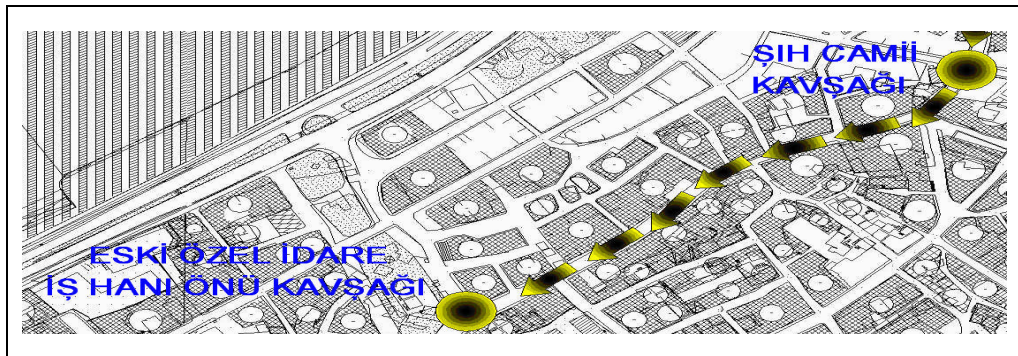 ŞIH CAMİİ
KAVŞAĞI
ESKİ ÖZEL İDARE
İŞ HANI ÖNÜ KAVŞAĞI